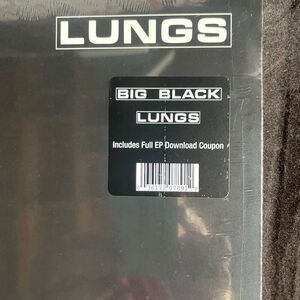 LUNGS
BIG BLACK
LUNGS
Includes Full EP Download Coupon